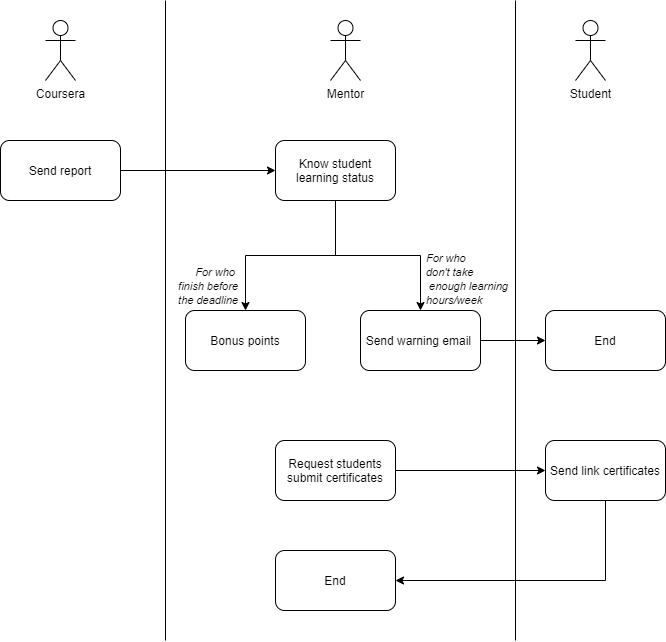 Coursera
Mentor
Student
Send report
Know student
learning status
For who
finish before
the deadline
For who
don't take
enough learning
hours/week
Bonus points
Send warning email
End
Request students
submit certificates
Send link certificates
End